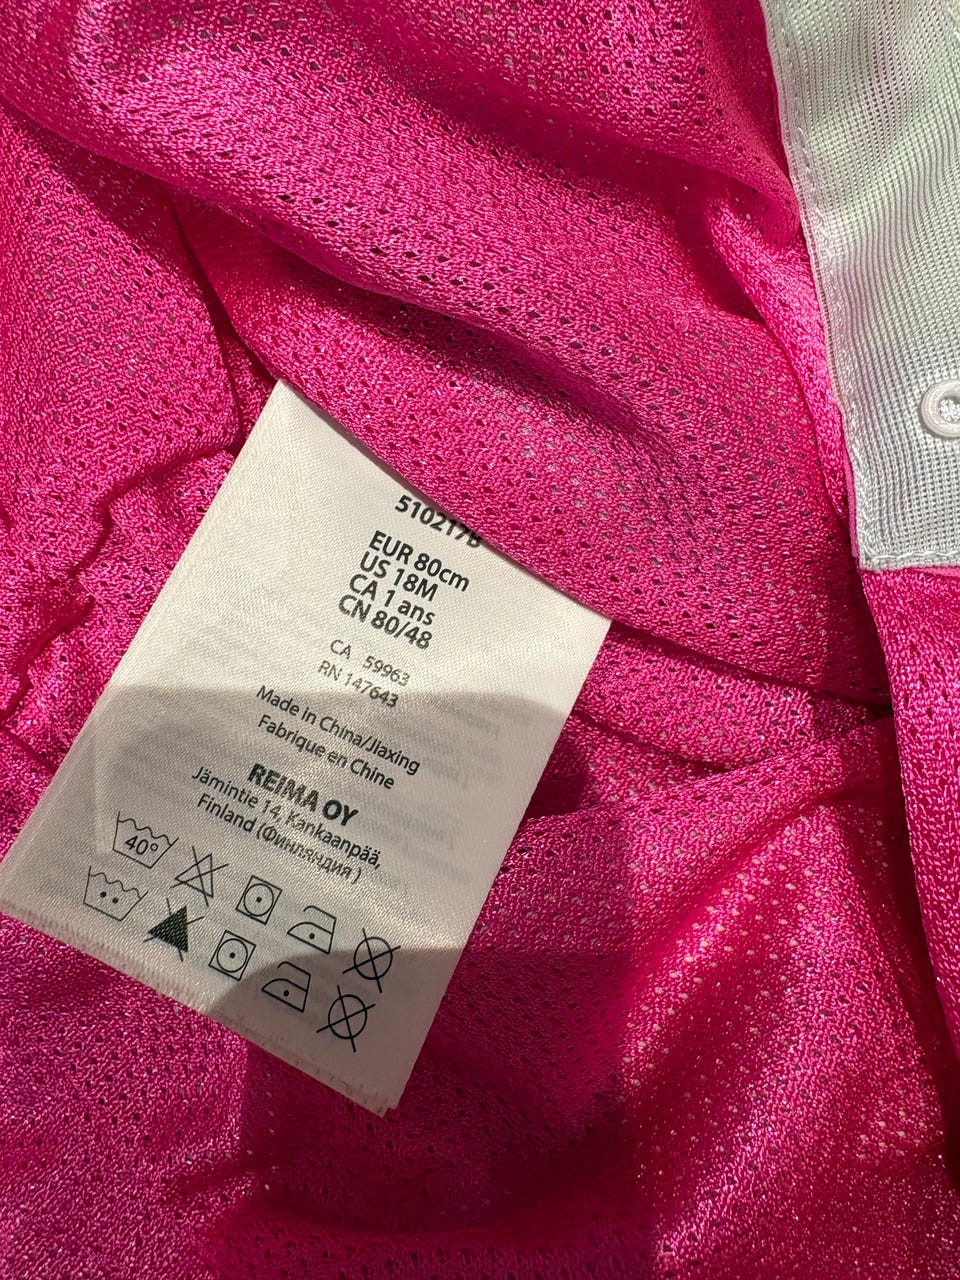 510217B
EUR 80cm
US 18M
CA 1 ans
CN 80/48
CA 59963
RN 147643
Made in China/Jiaxing
Fabrique en Chine
REIMA OY
Jämintie 14, Kankaanpää,
Finland (Финляндия )
40°